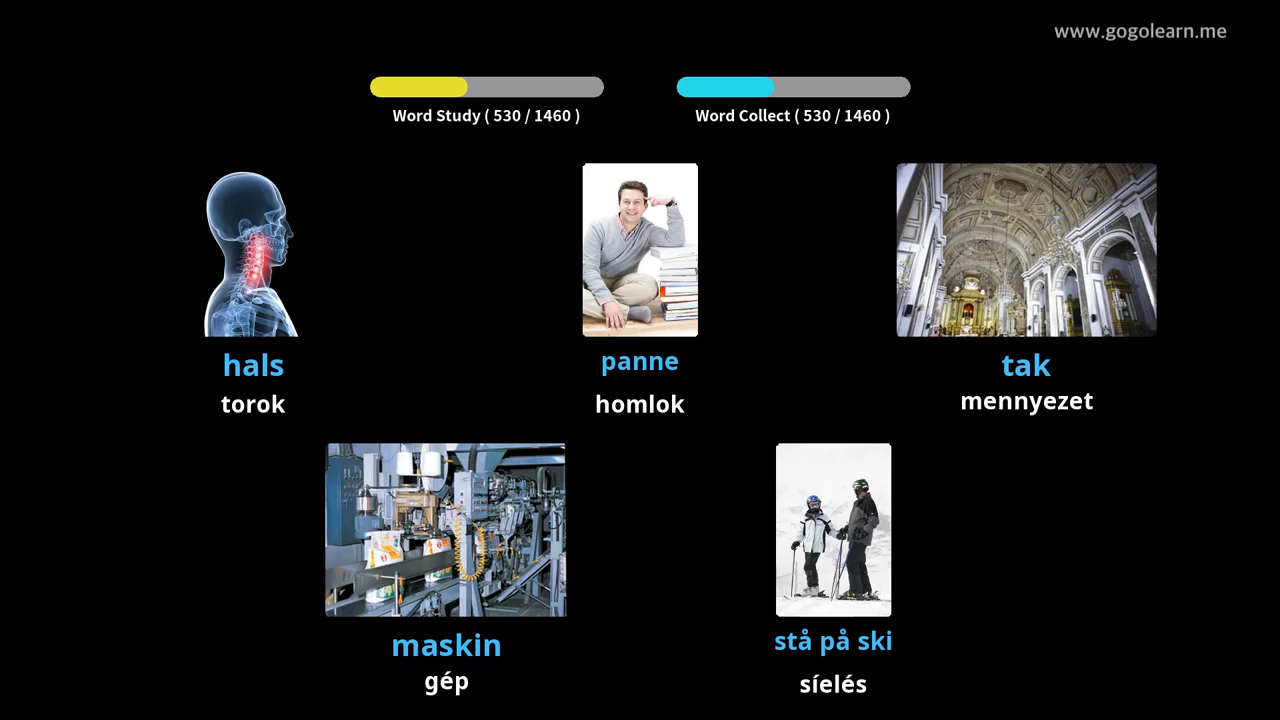 www.gogolearn.me
Word Study ( 530 / 1460 )
Word Collect ( 530 / 1460 )
hals
torok
panne
homlok
tak
mennyezet
maskin
gép
stå på ski
síelés